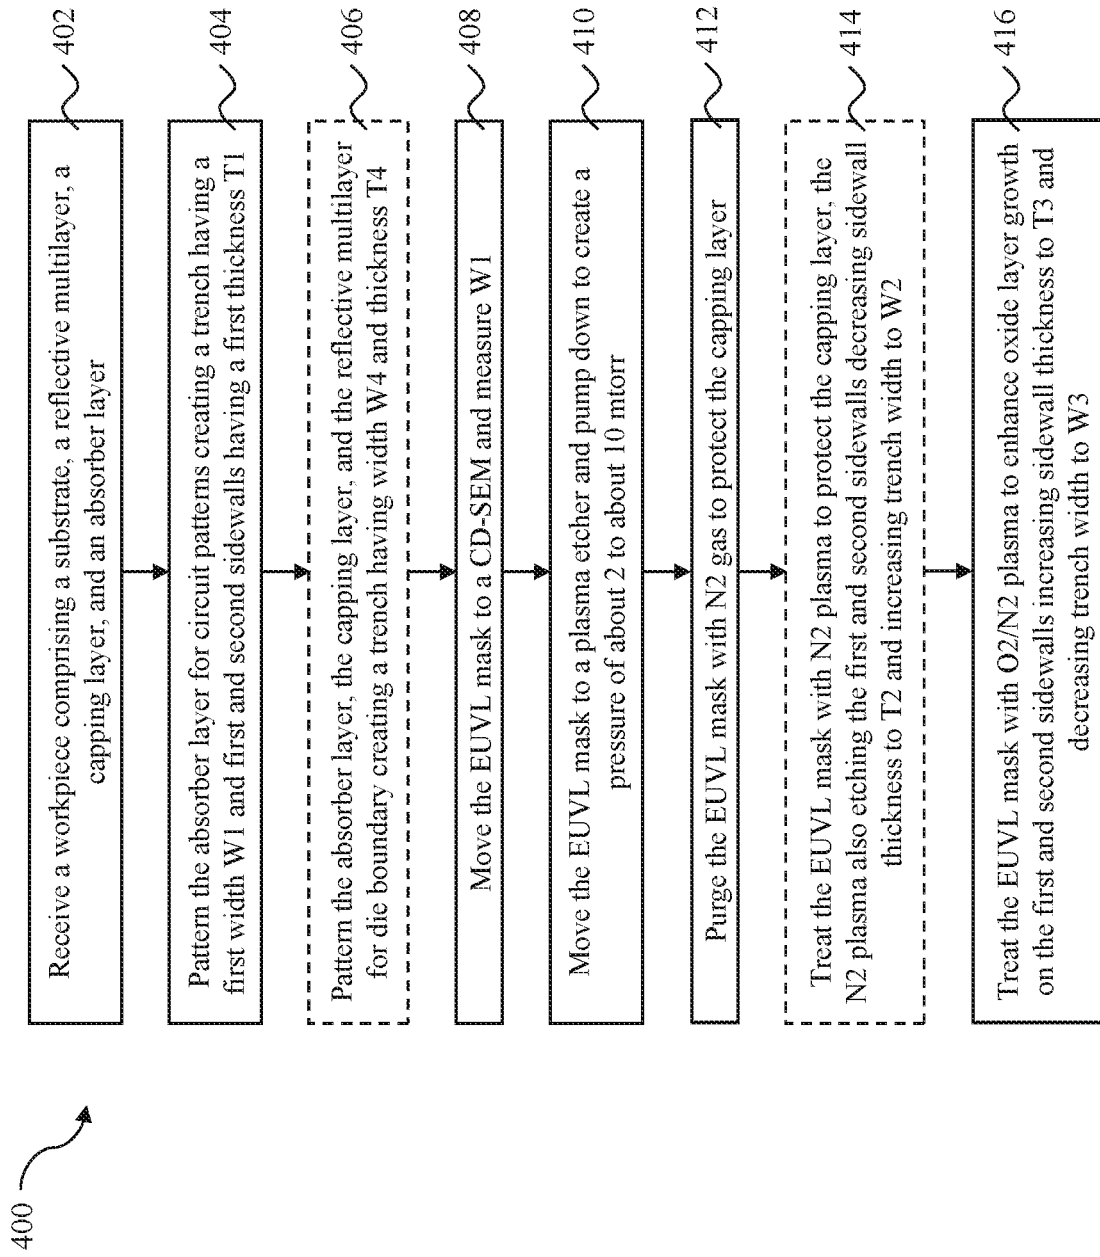 400
Receive a workpiece comprising a substrate, a reflective multilayer, a
capping layer, and an absorber layer
402
Pattern the absorber layer for circuit patterns creating a trench having a
first width W1 and first and second sidewalls having a first thickness T1
404
Pattern the absorber layer, the capping layer, and the reflective multilayer
for die boundary creating a trench having width W4 and thickness T4
406
Move the EUVL mask to a CD-SEM and measure W1
408
Move the EUVL mask to a plasma etcher and pump down to create a
pressure of about 2 to about 10 mtorr
410
Purge the EUVL mask with N2 gas to protect the capping layer
412
Treat the EUVL mask with N2 plasma to protect the capping layer, the
N2 plasma also etching the first and second sidewalls decreasing sidewall
thickness to T2 and increasing trench width to W2
414
Treat the EUVL mask with O2/N2 plasma to enhance oxide layer growth
on the first and second sidewalls increasing sidewall thickness to T3 and
decreasing trench width to W3
416